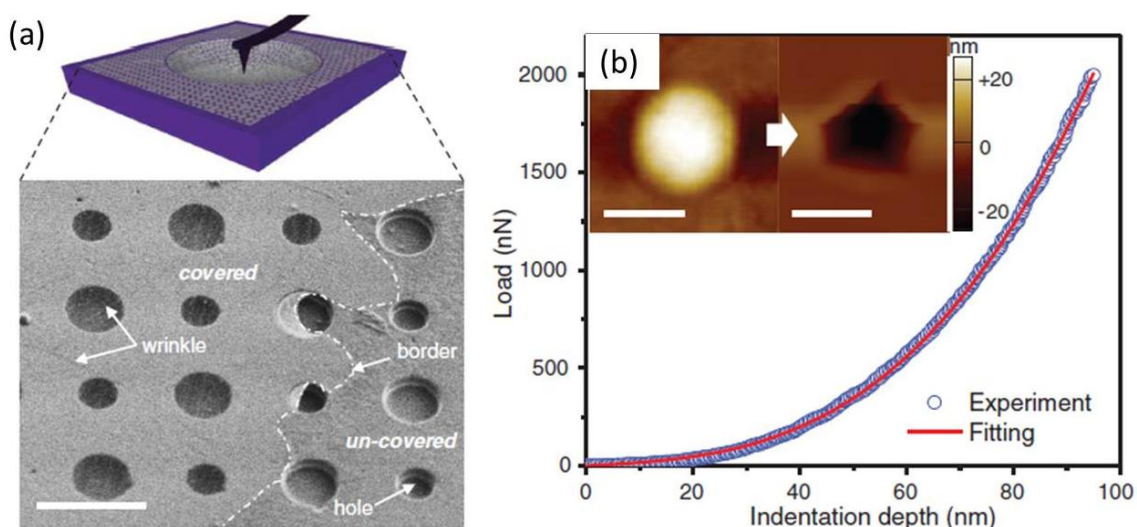 (a)
covered
wrinkle
border
un-covered
hole
(b)
nm
+20
0
-20
2000
1500
1000
500
0
Load (nN)
Experiment
Fitting
0 20 40 60 80 100
Indentation depth (nm)